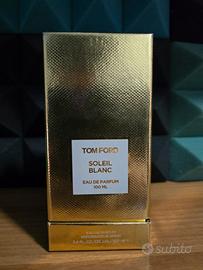 TOM FORD
SOLEIL BLANC
EAU DE PARFUM
100 ML
subito